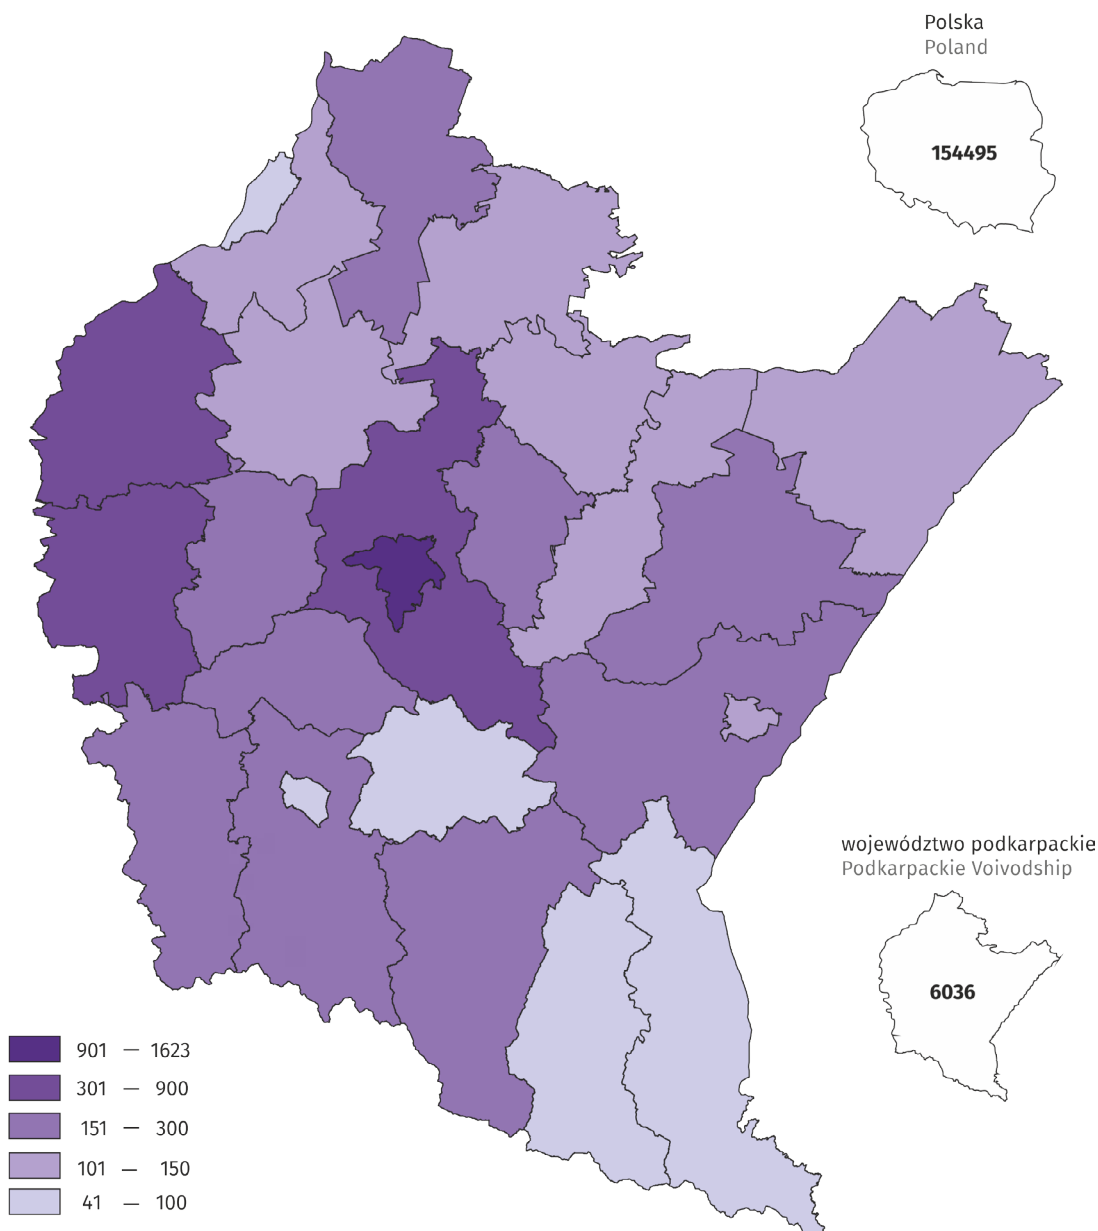 Polska
Poland
154495
województwo podkarpackie
Podkarpackie Voivodship
6036
901 — 1623
301 — 900
151 — 300
101 — 150
41 — 100